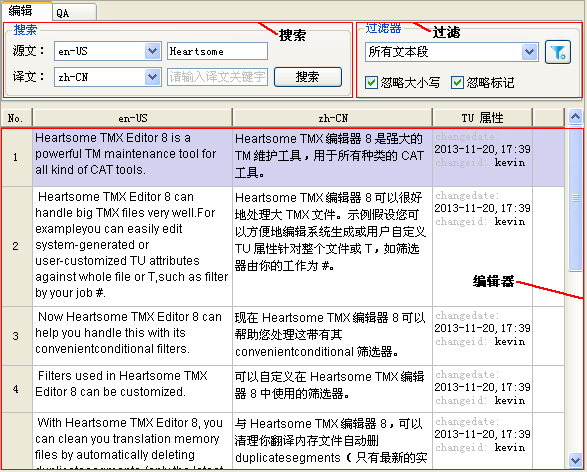 编辑 QA
搜索 搜索
源文： en-US Heartsome
译文： zh-CN 请输入译文关键字 搜索
过滤器 过滤
所有文本段
忽略大小写 忽略标记
No. en-US zh-CN TU 属性
1
Heartsome TMX Editor 8 is a
powerful TM maintenance tool for
all kind of CAT tools.
Heartsome TMX 编辑器 8 是强大的
TM 维护工具，用于所有例类的 CAT
工具。
changedate:
2013-11-20, 17:39
changeid: kevin
2
Heartsome TMX Editor 8 can
handle big TMX files very well.For
exampleyou can easily edit
system-generated or
user-customized TU attributes
against whole file or T,such as filter
by your job #.
Heartsome TMX 编辑器 8 可以很好
地处理大 TMX 文件。示例假设您可
以方便地编辑系统生成或用户自定义
TU 属性针对整个文件或 T，如筛选
器由你的工作为 #。
changedate:
2013-11-20, 17:39
changeid: kevin
编辑器
3
Now Heartsome TMX Editor 8 can
help you handle this with its
convenientconditional filters.
现在 Heartsome TMX 编辑器 8 可以
帮助您处理这带有其
convenientconditional 筛选器。
changedate:
2013-11-20, 17:39
changeid: kevin
4
Filters used in Heartsome TMX
Editor 8 can be customized.
可以自定义在 Heartsome TMX 编辑
器 8 中使用的筛选器。
changedate:
2013-11-20, 17:39
changeid: kevin
With Heartsome TMX Editor 8, you
can clean you translation memory
files by automatically deleting
duplicatesegments (only the latest
与 Heartsome TMX 编辑器 8，可以
清理你翻译内存文件自动删
duplicatesegments （ 只有最新的实
changedate:
2013-11-20, 17:39
changeid: kevin